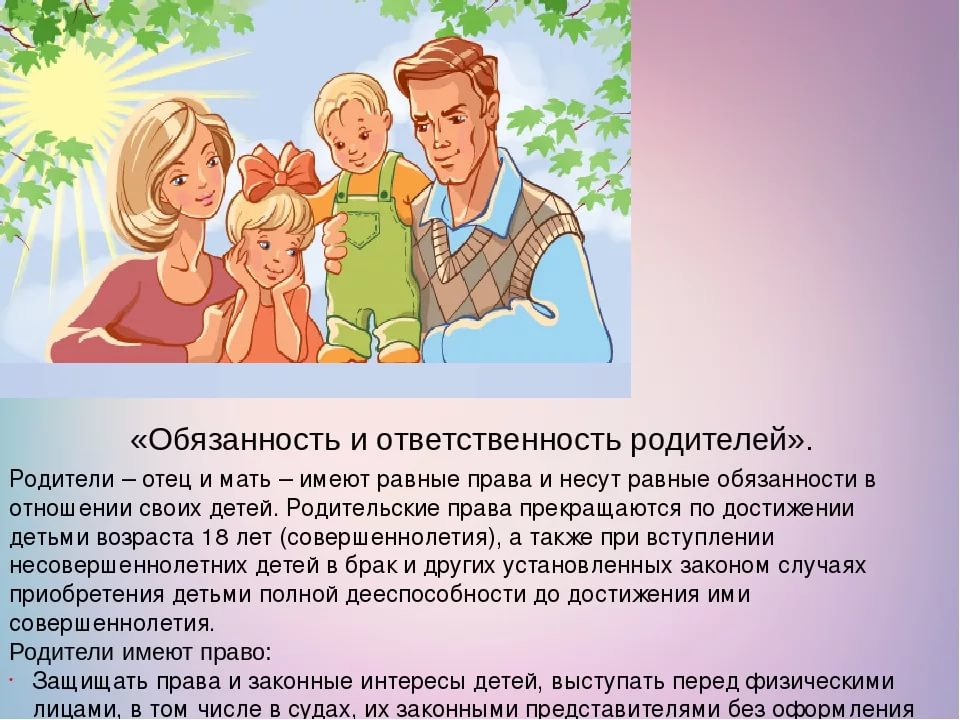 «Обязанность и ответственность родителей».
Родители – отец и мать – имеют равные права и несут равные обязанности в
отношении своих детей. Родительские права прекращаются по достижении
детьми возраста 18 лет (совершеннолетия), а также при вступлении
несовершеннолетних детей в брак и других установленных законом случаях
приобретения детьми полной дееспособности до достижения ими
совершеннолетия.
Родители имеют право:
• Защищать права и законные интересы детей, выступать перед физическими
лицами, в том числе в судах, их законными представителями без оформления